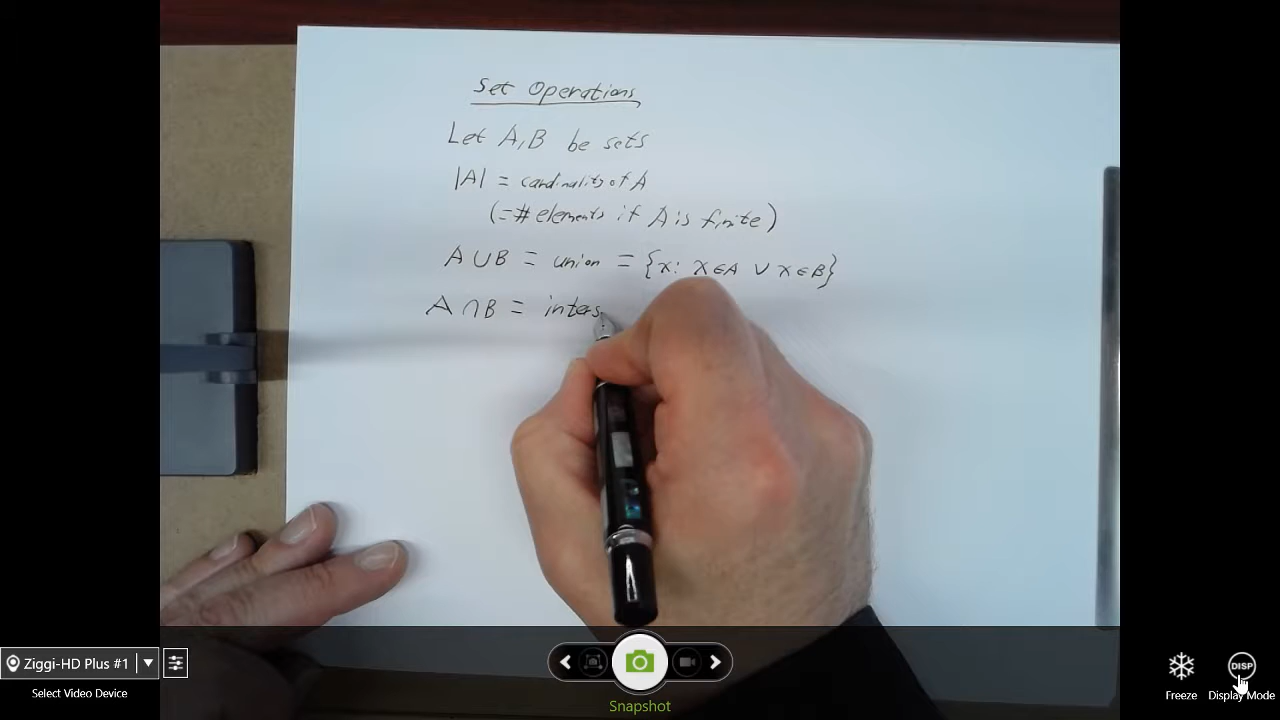 Set Operations
Let A,B be sets
|A| = cardinality of A
(=# elements if A is finite)
A∪B = union = {x: x∈A ∨ x∈B}
A∩B = inters
Ziggi-HD Plus #1
Select Video Device
Snapshot
Freeze
DISP
Display Mode